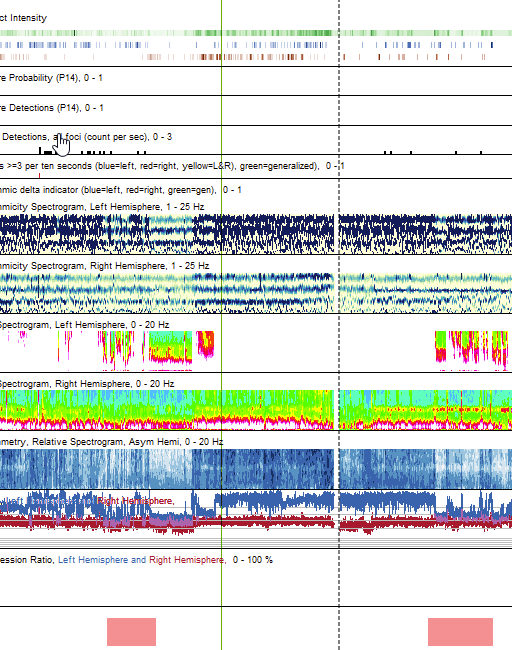 ct Intensity
re Probability (P14), 0 - 1
re Detections (P14), 0 - 1
Detections, all foci (count per sec), 0 - 3
s >=3 per ten seconds (blue=left, red=right, yellow=L&R), green=generalized), 0 - 1
hmic delta indicator (blue=left, red=right, green=gen), 0 - 1
hmicity Spectrogram, Left Hemisphere, 1 - 25 Hz
hmicity Spectrogram, Right Hemisphere, 1 - 25 Hz
Spectrogram, Left Hemisphere, 0 - 20 Hz
Spectrogram, Right Hemisphere, 0 - 20 Hz
metry, Relative Spectrogram, Asym Hemi, 0 - 20 Hz
Left Right Hemisphere,
ession Ratio, Left Hemisphere and Right Hemisphere, 0 - 100 %